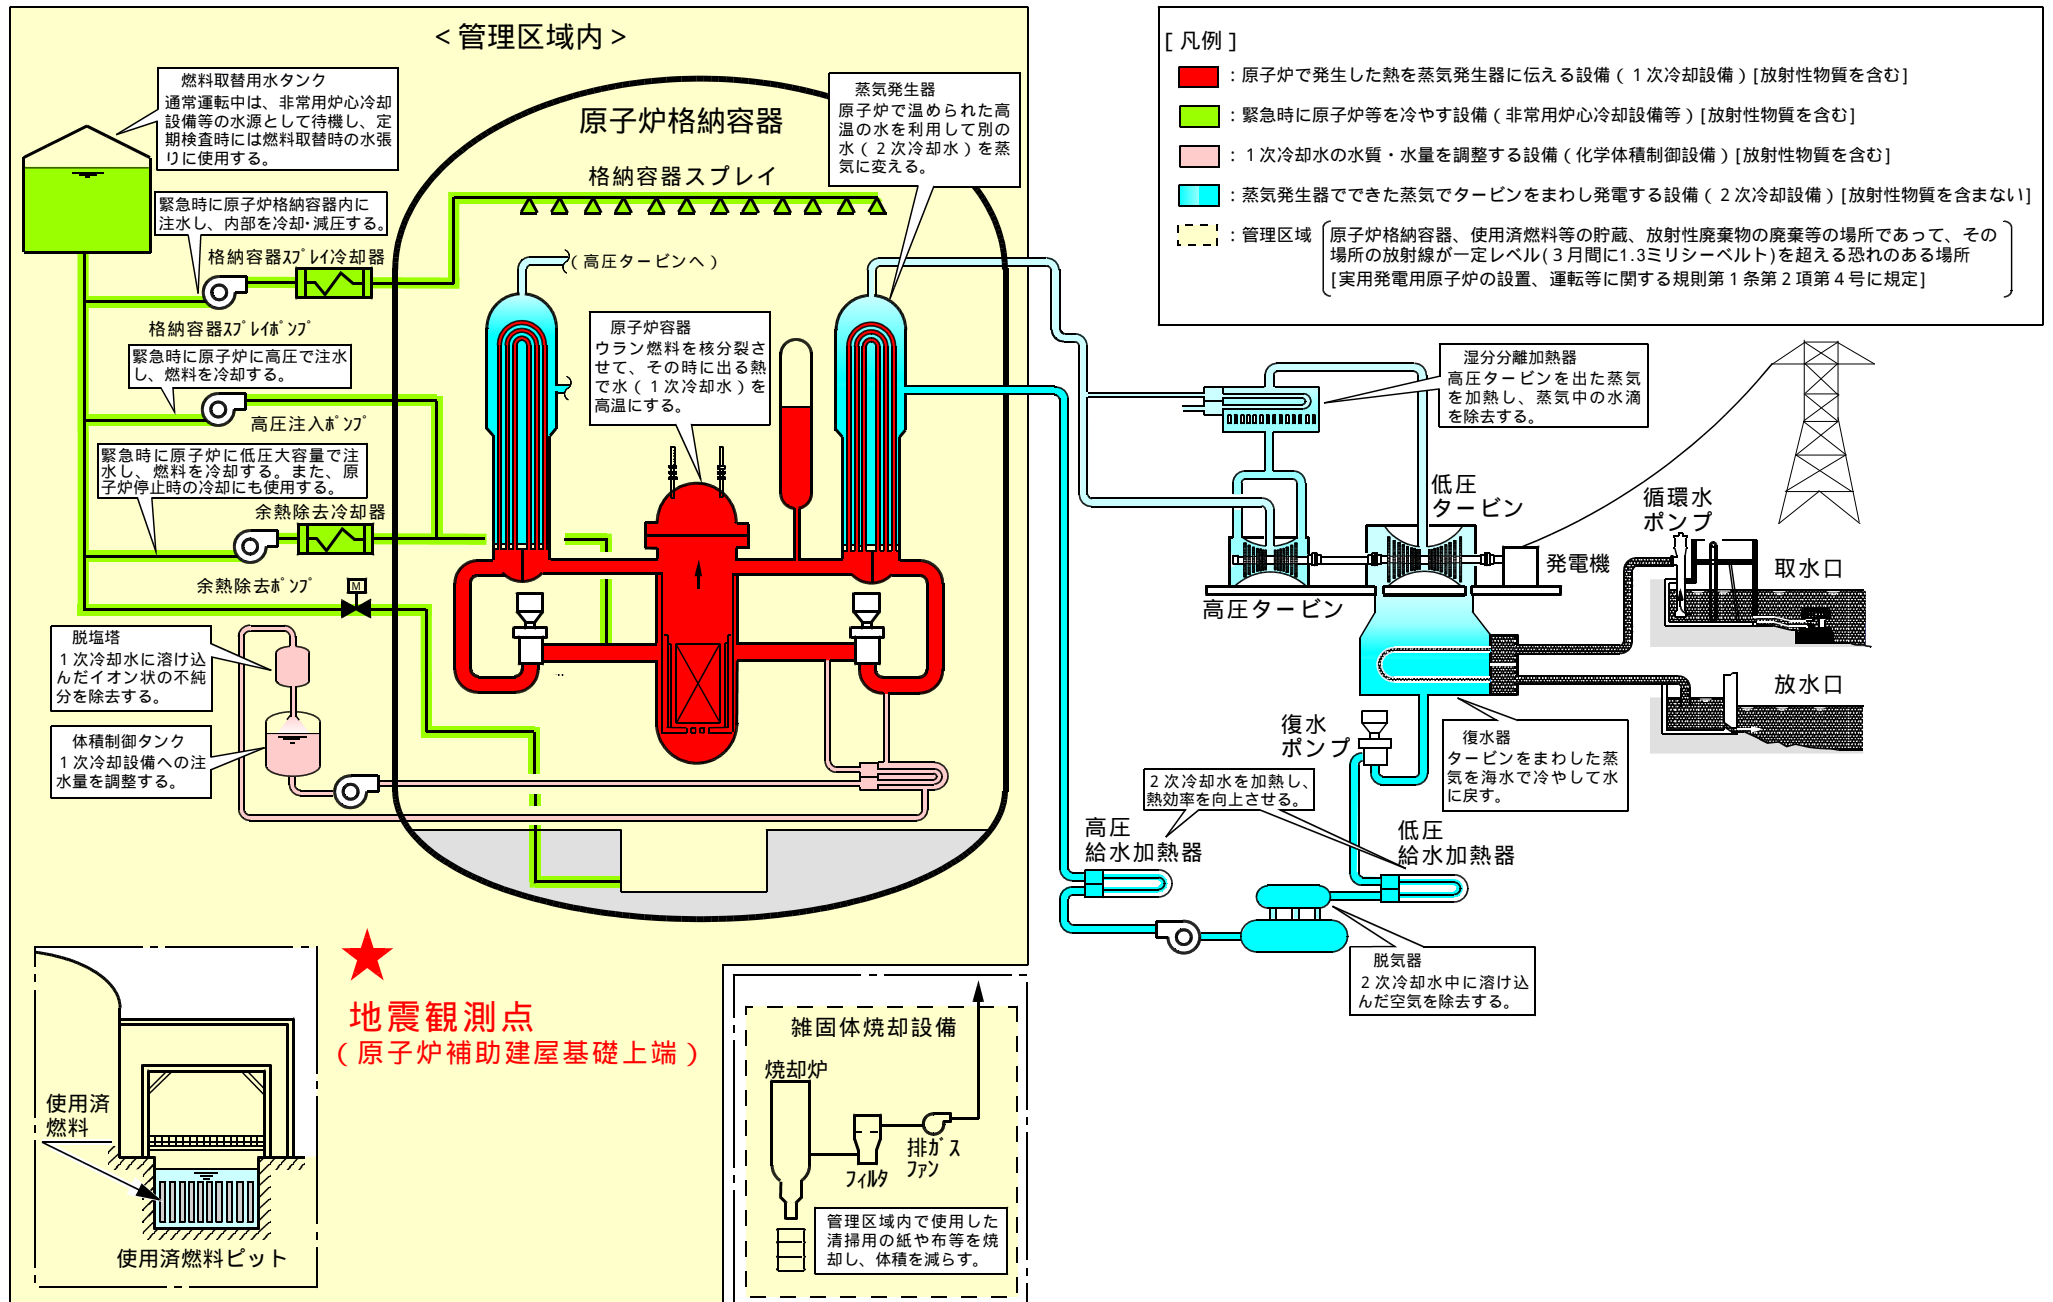 <管理区域内>
燃料取替用水タンク
通常運転中は、非常用炉心冷却
設備等の水源として待機し、定
期検査時には燃料取替時の水張
りに使用する。
緊急時に原子炉格納容器内に
注水し、内部を冷却･減圧する。
格納容器ｽﾌﾟﾚｲ冷却器
格納容器ｽﾌﾟﾚｲﾎﾟﾝﾌﾟ
緊急時に原子炉に高圧で注水
し、燃料を冷却する。
高圧注入ﾎﾟﾝﾌﾟ
緊急時に原子炉に低圧大容量で注
水し、燃料を冷却する。また、原
子炉停止時の冷却にも使用する。
余熱除去冷却器
余熱除去ﾎﾟﾝﾌﾟ
M
脱塩塔
１次冷却水に溶け込
んだイオン状の不純
分を除去する。
体積制御タンク
１次冷却設備への注
水量を調整する。
原子炉格納容器
格納容器スプレイ
（高圧タービンへ）
蒸気発生器
原子炉で温められた高
温の水を利用して別の
水（２次冷却水）を蒸
気に変える。
原子炉容器
ウラン燃料を核分裂さ
せて、その時に出る熱
で水（１次冷却水）を
高温にする。
[凡例]
：原子炉で発生した熱を蒸気発生器に伝える設備（１次冷却設備）[放射性物質を含む]
：緊急時に原子炉等を冷やす設備（非常用炉心冷却設備等）[放射性物質を含む]
：１次冷却水の水質・水量を調整する設備（化学体積制御設備）[放射性物質を含む]
：蒸気発生器でできた蒸気でタービンをまわし発電する設備（２次冷却設備）[放射性物質を含まない]
：管理区域
原子炉格納容器、使用済燃料等の貯蔵、放射性廃棄物の廃棄等の場所であって、その
場所の放射線が一定レベル(３月間に1.3ミリシーベルト)を超える恐れのある場所
[実用発電用原子炉の設置、運転等に関する規則第１条第２項第４号に規定]
湿分分離加熱器
高圧タービンを出た蒸気
を加熱し、蒸気中の水滴
を除去する。
低圧
タービン
高圧タービン
発電機
循環水
ポンプ
取水口
放水口
復水
ポンプ
復水器
タービンをまわした蒸
気を海水で冷やして水
に戻す。
２次冷却水を加熱し、
熱効率を向上させる。
高圧
給水加熱器
低圧
給水加熱器
脱気器
２次冷却水中に溶け込
んだ空気を除去する。
地震観測点
（原子炉補助建屋基礎上端）
使用済
燃料
使用済燃料ピット
雑固体焼却設備
焼却炉
フィルタ
排ｶﾞｽ
ファン
管理区域内で使用した
清掃用の紙や布等を焼
却し、体積を減らす。